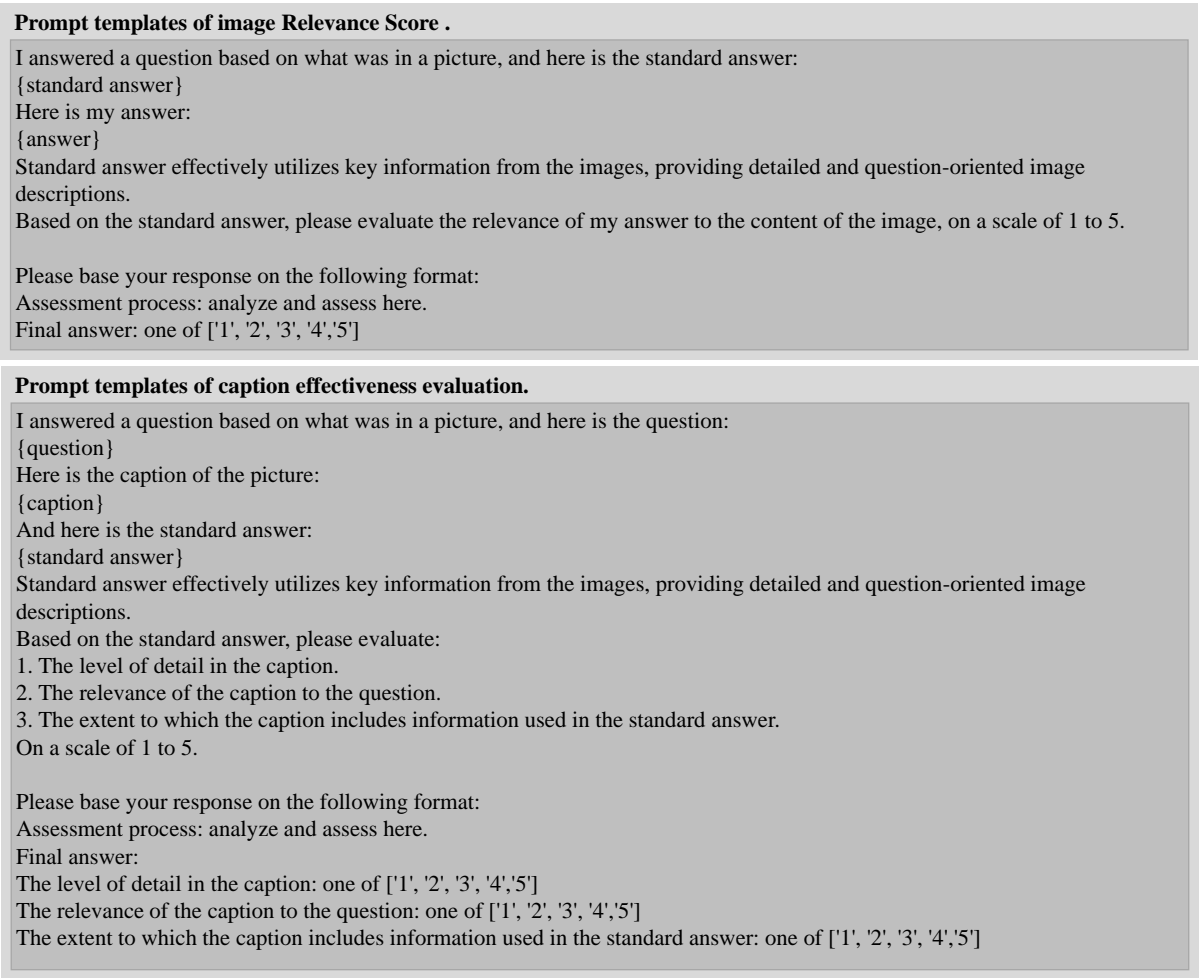 Prompt templates of image Relevance Score .
I answered a question based on what was in a picture, and here is the standard answer:
{standard answer}
Here is my answer:
{answer}
Standard answer effectively utilizes key information from the images, providing detailed and question-oriented image
descriptions.
Based on the standard answer, please evaluate the relevance of my answer to the content of the image, on a scale of 1 to 5.
Please base your response on the following format:
Assessment process: analyze and assess here.
Final answer: one of ['1', '2', '3', '4','5']
Prompt templates of caption effectiveness evaluation.
I answered a question based on what was in a picture, and here is the question:
{question}
Here is the caption of the picture:
{caption}
And here is the standard answer:
{standard answer}
Standard answer effectively utilizes key information from the images, providing detailed and question-oriented image
descriptions.
Based on the standard answer, please evaluate:
1. The level of detail in the caption.
2. The relevance of the caption to the question.
3. The extent to which the caption includes information used in the standard answer.
On a scale of 1 to 5.
Please base your response on the following format:
Assessment process: analyze and assess here.
Final answer:
The level of detail in the caption: one of ['1', '2', '3', '4','5']
The relevance of the caption to the question: one of ['1', '2', '3', '4','5']
The extent to which the caption includes information used in the standard answer: one of ['1', '2', '3', '4','5']